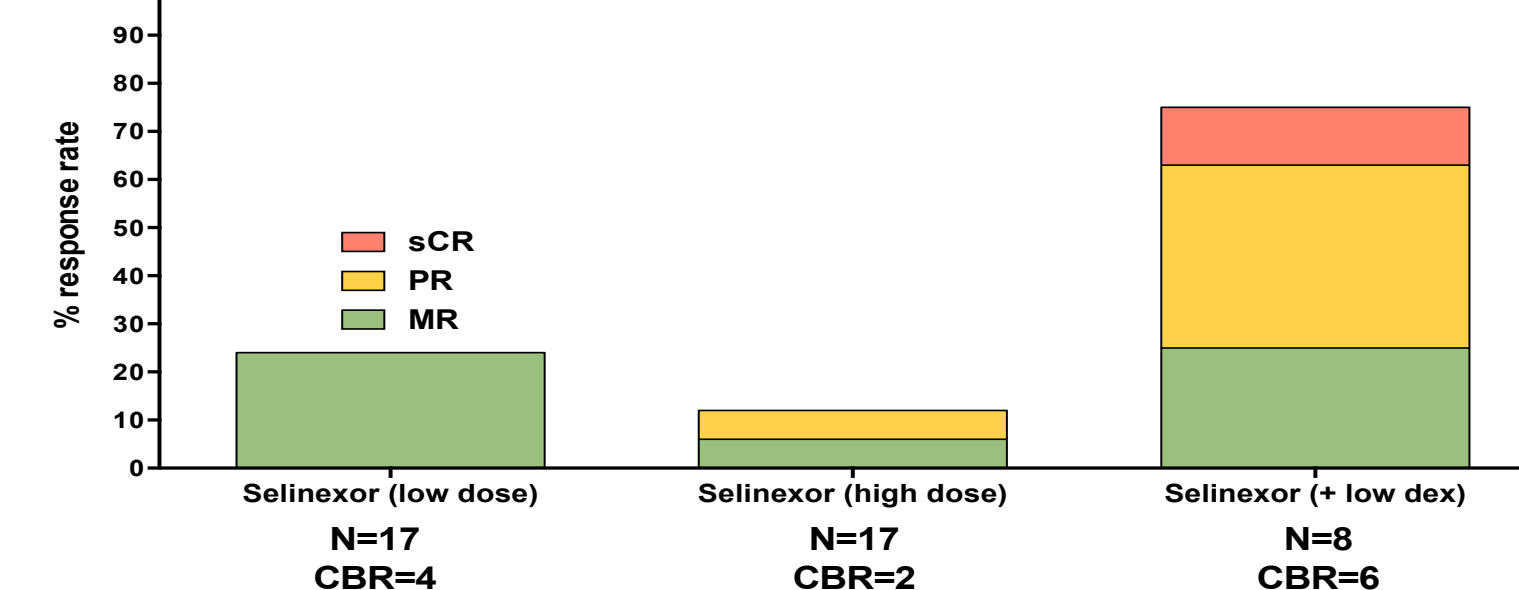 % response rate
90
80
70
60
50
40
30
20
10
0
sCR
PR
MR
Selinexor (low dose)
Selinexor (high dose)
Selinexor (+ low dex)
N=17
N=17
N=8
CBR=4
CBR=2
CBR=6